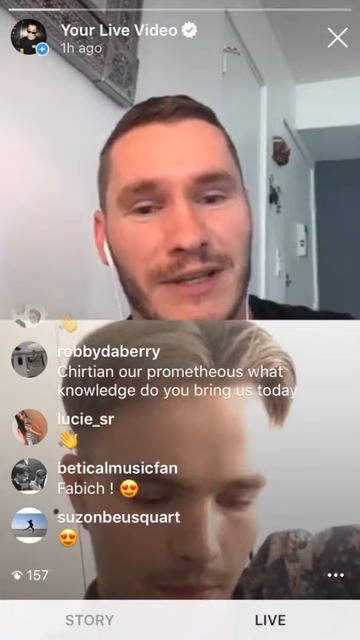 Your Live Video
1h ago
robbydaberry
Chirtian our prometheous what
knowledge do you bring us today
lucie_sr
beticalmusicfan
Fabich ! 😍
suzonbeusquart
157
STORY
LIVE